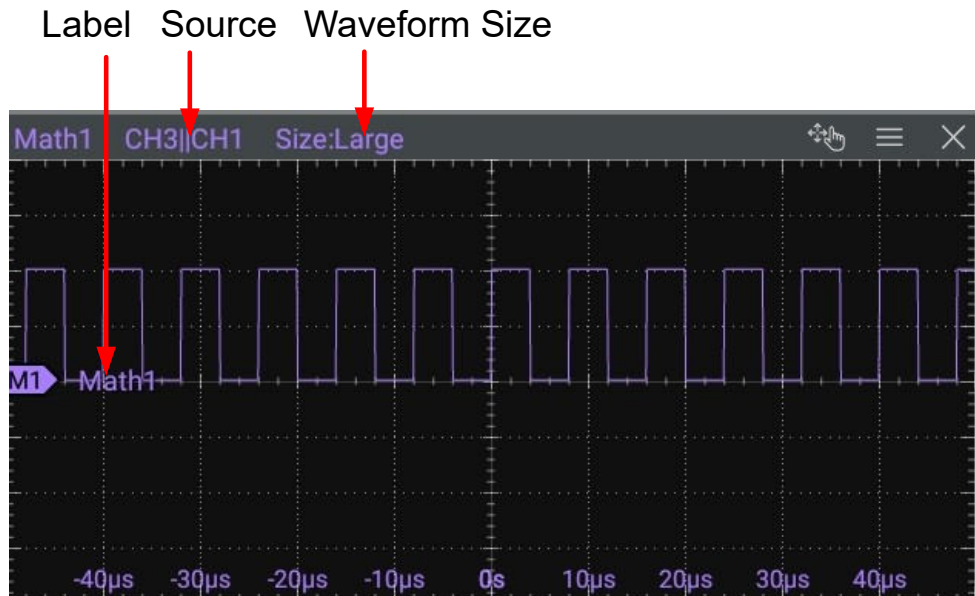 Label Source Waveform Size
Math1 CH3||CH1 Size:Large
M1 Math1
-40µs -30µs -20µs -10µs 0s 10µs 20µs 30µs 40µs